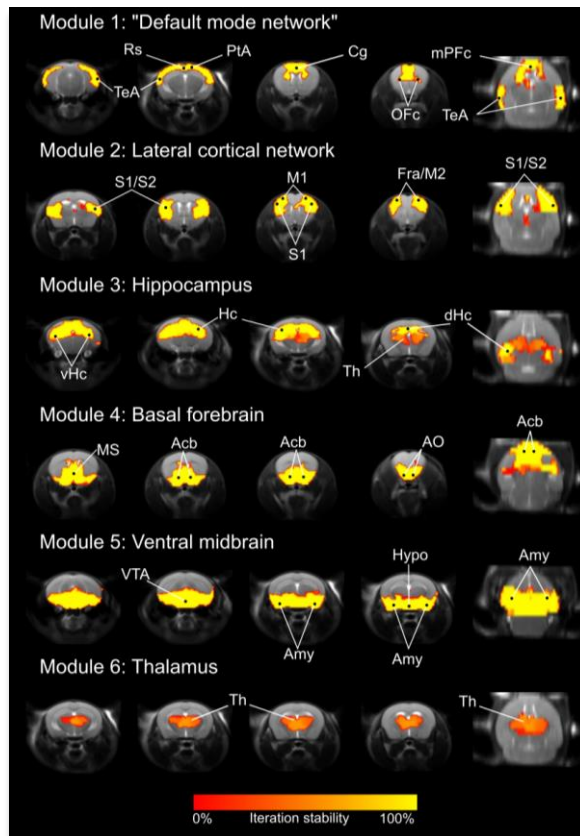 Module 1: "Default mode network"
Rs PtA Cg mPFc
TeA OFc TeA
Module 2: Lateral cortical network
S1/S2 M1 Fra/M2 S1/S2
S1
Module 3: Hippocampus
Hc dHc
vHc Th
Module 4: Basal forebrain
MS Acb Acb AO Acb
Module 5: Ventral midbrain
VTA Hypo Amy
Amy Amy
Module 6: Thalamus
Th Th
0% Iteration stability 100%